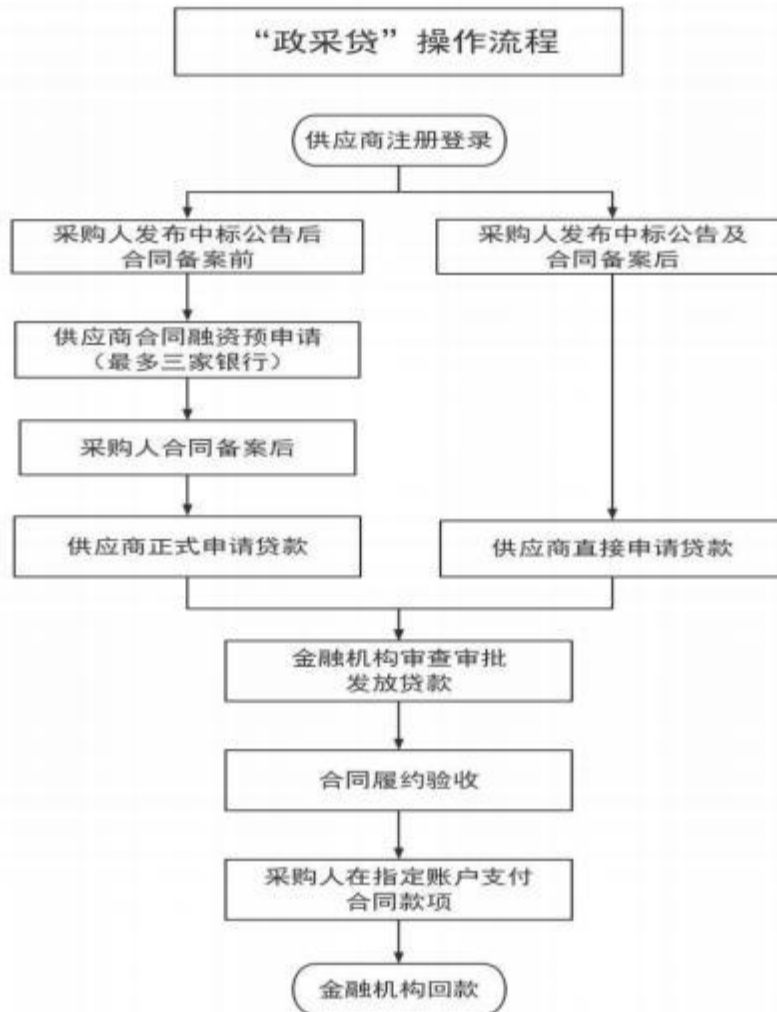 “政采贷”操作流程
供应商注册登录
采购人发布中标公告后
合同备案前
采购人发布中标公告及
合同备案后
供应商合同融资预申请
（最多三家银行）
采购人合同备案后
供应商正式申请贷款
供应商直接申请贷款
金融机构审查审批
发放贷款
合同履约验收
采购人在指定账户支付
合同款项
金融机构回款